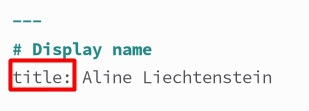 ---
# Display name
title: Aline Liechtenstein